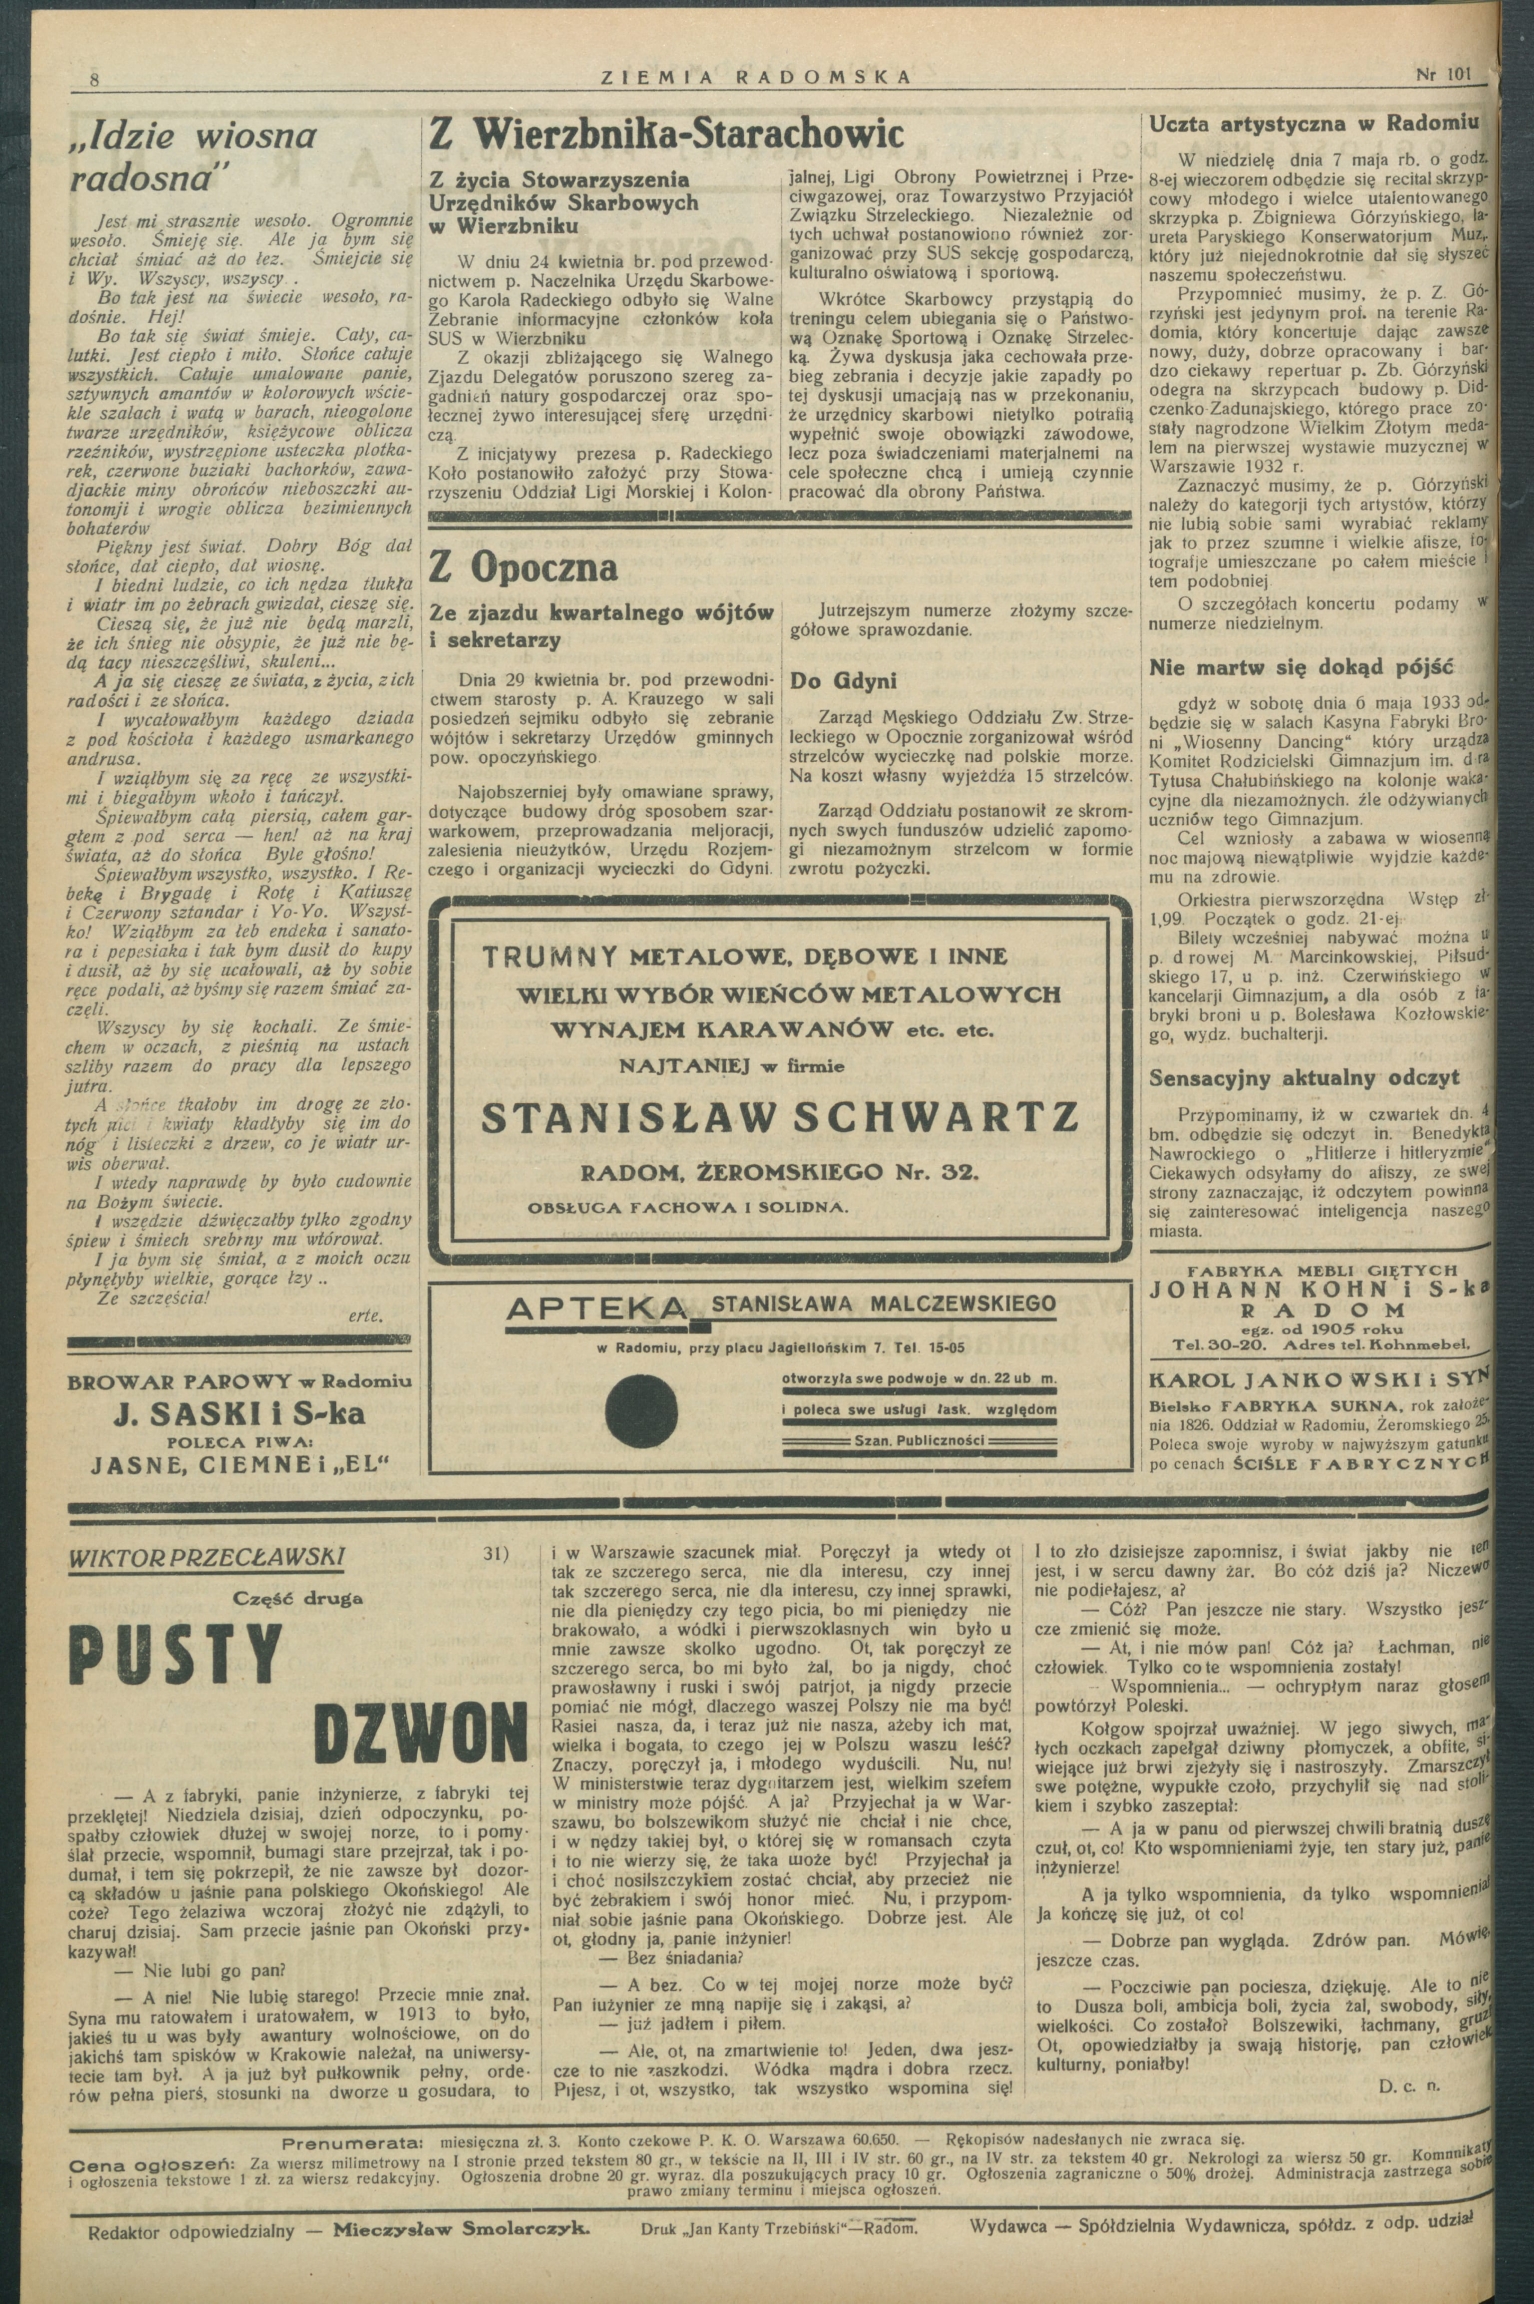 8
ZIEMIA RADOMSKA
Nr 101
„Idzie wiosna
radosna"
Jest mi strasznie wesoło. Ogromnie
wesoło. Śmieję się. Ale ja bym się
chciał śmiać aż do łez. Śmiejcie się
i Wy. Wszyscy, wszyscy .
Bo tak jest na świecie wesoło, ra-
dośnie. Hej!
Bo tak się świat śmieje. Cały, ca-
lutki. Jest ciepło i miło. Słońce całuje
wszystkich. Całuje umalowane panie,
sztywnych amantów w kolorowych wście-
kle szalach i watą w barach, nieogolone
twarze urzędników, księżycowe oblicza
rzeźników, wystrzępione usteczka plotka-
rek, czerwone buziaki bachorków, zawa-
djackie miny obrońców nieboszczki au-
tonomji i wrogie oblicza bezimiennych
bohaterów
Piękny jest świat. Dobry Bóg dał
słońce, dał ciepło, dał wiosnę.
I biedni ludzie, co ich nędza tłukła
i wiatr im po żebrach gwizdał, cieszę się.
Cieszą się, że już nie będą marzli,
że ich śnieg nie obsypie, że już nie bę-
dą tacy nieszczęśliwi, skuleni...
A ja się cieszę ze świata, z życia, z ich
radości i ze słońca.
I wycałowałbym każdego dziada
z pod kościoła i każdego usmarkanego
andrusa.
I wziąłbym się za ręcę ze wszystki-
mi i biegałbym wkoło i tańczył.
Śpiewałbym całą piersią, całem gar-
głem z pod serca — hen! aż na kraj
świata, aż do słońca Byle głośno!
Śpiewałbym wszystko, wszystko. I Re-
bekę i Brygadę i Rotę i Katiuszę
i Czerwony sztandar i Yo-Yo. Wszyst-
ko! Wziąłbym za łeb endeka i sanato-
ra i pepesiaka i tak bym dusił do kupy
i dusił, aż by się ucałowali, aż by sobie
ręce podali, aż byśmy się razem śmiać za-
częli.
Wszyscy by się kochali. Ze śmie-
chem w oczach, z pieśnią na ustach
szliby razem do pracy dla lepszego
jutra.
A słońce tkałoby im drogę ze zło-
tych nici i kwiaty kładłyby się im do
nóg i listeczki z drzew, co je wiatr ur-
wis oberwał.
I wtedy naprawdę by było cudownie
na Bożym świecie.
I wszędzie dźwięczałby tylko zgodny
śpiew i śmiech srebrny mu wtórował.
I ja bym się śmiał, a z moich oczu
płynęłyby wielkie, gorące łzy ..
Ze szczęścia!
erte.
BROWAR PAROWY w Radomiu
J. SASKI i S-ka
POLECA PIWA:
JASNE, CIEMNE i „EL"
Z Wierzbnika-Starachowic
Z życia Stowarzyszenia
Urzędników Skarbowych
w Wierzbniku
W dniu 24 kwietnia br. pod przewod-
nictwem p. Naczelnika Urzędu Skarbowe-
go Karola Radeckiego odbyło się Walne
Zebranie informacyjne członków koła
SUS w Wierzbniku
Z okazji zbliżającego się Walnego
Zjazdu Delegatów poruszono szereg za-
gadnień natury gospodarczej oraz spo-
łecznej żywo interesującej sferę urzędni-
czą.
Z inicjatywy prezesa p. Radeckiego
Koło postanowiło założyć przy Stowa-
rzyszeniu Oddział Ligi Morskiej i Kolon-
jalnej, Ligi Obrony Powietrznej i Prze-
ciwgazowej, oraz Towarzystwo Przyjaciół
Związku Strzeleckiego. Niezależnie od
tych uchwał postanowiono również zor-
ganizować przy SUS sekcję gospodarczą,
kulturalno oświatową i sportową.
Wkrótce Skarbowcy przystąpią do
treningu celem ubiegania się o Państwo-
wą Oznakę Sportową i Oznakę Strzelec-
ką. Żywa dyskusja jaka cechowała prze-
bieg zebrania i decyzje jakie zapadły po
tej dyskusji umacjają nas w przekonaniu,
że urzędnicy skarbowi nietylko potrafią
wypełnić swoje obowiązki zawodowe,
lecz poza świadczeniami materjalnemi na
cele społeczne chcą i umieją czynnie
pracować dla obrony Państwa.
Z Opoczna
Ze zjazdu kwartalnego wójtów
i sekretarzy
Dnia 29 kwietnia br. pod przewodni-
ctwem starosty p. A. Krauzego w sali
posiedzeń sejmiku odbyło się zebranie
wójtów i sekretarzy Urzędów gminnych
pow. opoczyńskiego
Najobszerniej były omawiane sprawy,
dotyczące budowy dróg sposobem szar-
warkowem, przeprowadzania meljoracji,
zalesienia nieużytków, Urzędu Rozjem-
czego i organizacji wycieczki do Gdyni.
Jutrzejszym numerze złożymy szcze-
gółowe sprawozdanie.
Do Gdyni
Zarząd Męskiego Oddziału Zw. Strze-
leckiego w Opocznie zorganizował wśród
strzelców wycieczkę nad polskie morze.
Na koszt własny wyjeżdża 15 strzelców.
Zarząd Oddziału postanowił ze skrom-
nych swych funduszów udzielić zapomo-
gi niezamożnym strzelcom w formie
zwrotu pożyczki.
TRUMNY METALOWE, DĘBOWE I INNE
WIELKI WYBÓR WIEŃCÓW METALOWYCH
WYNAJEM KARAWANÓW etc. etc.
NAJTANIEJ w firmie
STANISŁAW SCHWARTZ
RADOM, ŻEROMSKIEGO Nr. 32.
OBSŁUGA FACHOWA I SOLIDNA.
APTEKA STANISŁAWA MALCZEWSKIEGO
w Radomiu, przy placu Jagiellońskim 7. Tel. 15-05
otworzyła swe podwoje w dn. 22 ub m.
i poleca swe usługi łask. względom
Szan. Publiczności
Uczta artystyczna w Radomiu
W niedzielę dnia 7 maja rb. o godz.
8-ej wieczorem odbędzie się recital skrzyp-
cowy młodego i wielce utalentowanego
skrzypka p. Zbigniewa Górzyńskiego, la-
ureta Paryskiego Konserwatorjum Muz.,
który już niejednokrotnie dał się słyszeć
naszemu społeczeństwu.
Przypomnieć musimy, że p. Z. Gó-
rzyński jest jedynym prof. na terenie Ra-
domia, który koncertuje dając zawsze
nowy, duży, dobrze opracowany i bar-
dzo ciekawy repertuar p. Zb. Górzyński
odegra na skrzypcach budowy p. Did-
czenko Zadunajskiego, którego prace zo-
stały nagrodzone Wielkim Złotym meda-
lem na pierwszej wystawie muzycznej w
Warszawie 1932 r.
Zaznaczyć musimy, że p. Górzyński
należy do kategorji tych artystów, którzy
nie lubią sobie sami wyrabiać reklamy
jak to przez szumne i wielkie afisze, fo-
tografje umieszczane po całem mieście i
tem podobniej
O szczegółach koncertu podamy w
numerze niedzielnym.
Nie martw się dokąd pójść
gdyż w sobotę dnia 6 maja 1933 od-
będzie się w salach Kasyna Fabryki Bro-
ni „Wiosenny Dancing" który urządza
Komitet Rodzicielski Gimnazjum im. d ra
Tytusa Chałubińskiego na kolonje waka-
cyjne dla niezamożnych. źle odżywianych
uczniów tego Gimnazjum.
Cel wzniosły a zabawa w wiosenną
noc majową niewątpliwie wyjdzie każde-
mu na zdrowie.
Orkiestra pierwszorzędna Wstęp zł-
1,99. Początek o godz. 21-ej.
Bilety wcześniej nabywać można u
p. d rowej M. Marcinkowskiej, Piłsud-
skiego 17, u p. inż. Czerwińskiego w
kancelarji Gimnazjum, a dla osób z fa-
bryki broni u p. Bolesława Kozłowskie-
go, wydz. buchalterji.
Sensacyjny aktualny odczyt
Przypominamy, iż w czwartek dn. 4
bm. odbędzie się odczyt in. Benedykta
Nawrockiego o „Hitlerze i hitleryzmie"
Ciekawych odsyłamy do afiszy, ze swej
strony zaznaczając, iż odczytem powinna
się zainteresować inteligencja naszego
miasta.
FABRYKA MEBLI GIĘTYCH
JOHANN KOHN i S-ka
RADOM
egz. od 1905 roku
Tel. 30-20. Adres tel. Kohnmebel.
KAROL JANKOWSKI i SYN
Bielsko FABRYKA SUKNA, rok założe-
nia 1826. Oddział w Radomiu, Żeromskiego 25.
Poleca swoje wyroby w najwyższym gatunku
po cenach ŚCIŚLE FABRYCZNYCH
WIKTOR PRZECŁAWSKI
31)
Część druga
PUSTY
DZWON
— A z fabryki, panie inżynierze, z fabryki tej
przeklętej! Niedziela dzisiaj, dzień odpoczynku, po-
spałby człowiek dłużej w swojej norze, to i pomy-
ślał przecie, wspomnił, bumagi stare przejrzał, tak i po-
dumał, i tem się pokrzepił, że nie zawsze był dozor-
cą składów u jaśnie pana polskiego Okońskiego! Ale
coże? Tego żelaziwa wczoraj złożyć nie zdążyli, to
charuj dzisiaj. Sam przecie jaśnie pan Okoński przy-
kazywał!
— Nie lubi go pan?
— A nie! Nie lubię starego! Przecie mnie znał.
Syna mu ratowałem i uratowałem, w 1913 to było,
jakieś tu u was były awantury wolnościowe, on do
jakichś tam spisków w Krakowie należał, na uniwersy-
tecie tam był. A ja już był pułkownik pełny, orde-
rów pełna pierś, stosunki na dworze u gosudara, to
i w Warszawie szacunek miał. Poręczył ja wtedy ot
tak ze szczerego serca, nie dla interesu, czy innej
tak szczerego serca, nie dla interesu, czy innej sprawki,
nie dla pieniędzy czy tego picia, bo mi pieniędzy nie
brakowało, a wódki i pierwszoklasnych win było u
mnie zawsze skolko ugodno. Ot, tak poręczył ze
szczerego serca, bo mi było żal, bo ja nigdy, choć
prawosławny i ruski i swój patrjot, ja nigdy przecie
pomiać nie mógł, dlaczego waszej Polszy nie ma być!
Rasiei nasza, da, i teraz już nie nasza, ażeby ich mat,
wielka i bogata, to czego jej w Polszu waszu leść?
Znaczy, poręczył ja, i młodego wyduścili. Nu, nu!
W ministerstwie teraz dygnitarzem jest, wielkim szefem
w ministry może pójść. A ja? Przyjechał ja w War-
szawu, bo bolszewikom służyć nie chciał i nie chce,
i w nędzy takiej był, o której się w romansach czyta
i to nie wierzy się, że taka może być! Przyjechał ja
i choć nosilszczykiem zostać chciał, aby przecież nie
być żebrakiem i swój honor mieć. Nu, i przypom-
niał sobie jaśnie pana Okońskiego. Dobrze jest. Ale
ot, głodny ja, panie inżynier!
— Bez śniadania?
— A bez. Co w tej mojej norze może być?
Pan iużynier ze mną napije się i zakąsi, a?
— już jadłem i piłem.
— Ale, ot, na zmartwienie to! Jeden, dwa jesz-
cze to nie zaszkodzi. Wódka mądra i dobra rzecz.
Pijesz, i ot, wszystko, tak wszystko wspomina się!
I to zło dzisiejsze zapomnisz, i świat jakby nie ten
jest, i w sercu dawny żar. Bo cóż dziś ja? Niczewo
nie podiełajesz, a?
— Cóż? Pan jeszcze nie stary. Wszystko jesz-
cze zmienić się może.
— At, i nie mów pan! Cóż ja? Łachman, nie
człowiek. Tylko co te wspomnienia zostały!
— Wspomnienia... — ochrypłym naraz głosem
powtórzył Poleski.
Kołgow spojrzał uważniej. W jego siwych, ma-
łych oczkach zapełgał dziwny płomyczek, a obfite, si-
wiejące już brwi zjeżyły się i nastroszyły. Zmarszczył
swe potężne, wypukłe czoło, przychylił się nad stoli-
kiem i szybko zaszeptał:
— A ja w panu od pierwszej chwili bratnią duszę
czuł, ot, co! Kto wspomnieniami żyje, ten stary już, panie
inżynierze!
A ja tylko wspomnienia, da tylko wspomnienia!
Ja kończę się już, ot co!
— Dobrze pan wygląda. Zdrów pan. Mówię,
jeszcze czas.
— Poczciwie pan pociesza, dziękuję. Ale to nie
to Dusza boli, ambicja boli, życia żal, swobody, siły,
wielkości. Co zostało? Bolszewiki, łachmany, gruz!
Ot, opowiedziałby ja swają historję, pan człowiek
kulturny, poniałby!
D. c. n.
Prenumerata: miesięczna zł. 3. Konto czekowe P. K. O. Warszawa 60.650. — Rękopisów nadesłanych nie zwraca się.
Cena ogłoszeń: Za wiersz milimetrowy na I stronie przed tekstem 80 gr., w tekście na II, III i IV str. 60 gr., na IV str. za tekstem 40 gr. Nekrologi za wiersz 50 gr. Komnnikaty
i ogłoszenia tekstowe 1 zł. za wiersz redakcyjny. Ogłoszenia drobne 20 gr. wyraz. dla poszukujących pracy 10 gr. Ogłoszenia zagraniczne o 50% drożej. Administracja zastrzega sobie
prawo zmiany terminu i miejsca ogłoszeń.
Redaktor odpowiedzialny — Mieczysław Smolarczyk. Druk „Jan Kanty Trzebiński"—Radom. Wydawca — Spółdzielnia Wydawnicza, spółdz. z odp. udział